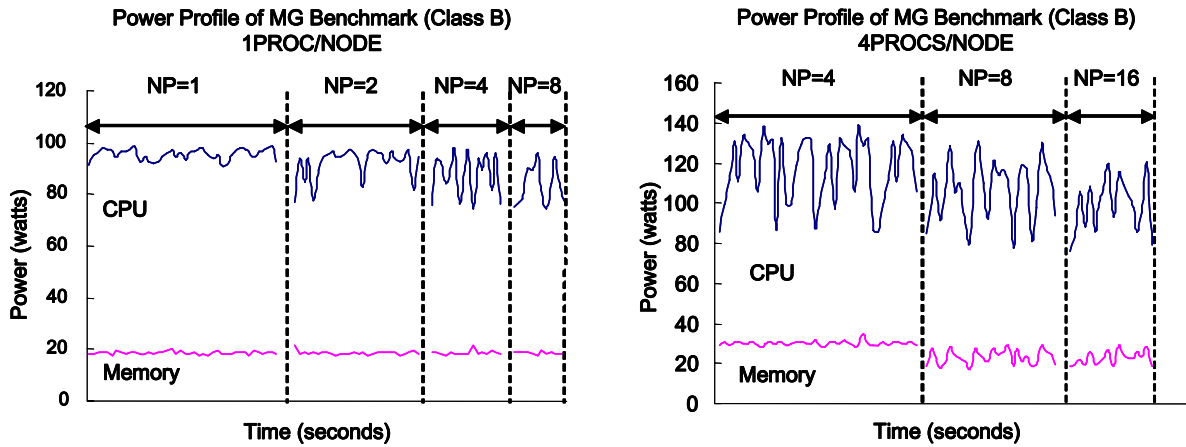 Power Profile of MG Benchmark (Class B)
1PROC/NODE
NP=1
NP=2
NP=4
NP=8
120
100
80
60
40
20
0
Power (watts)
CPU
Memory
Time (seconds)
Power Profile of MG Benchmark (Class B)
4PROCS/NODE
NP=4
NP=8
NP=16
160
140
120
100
80
60
40
20
0
Power (watts)
CPU
Memory
Time (seconds)